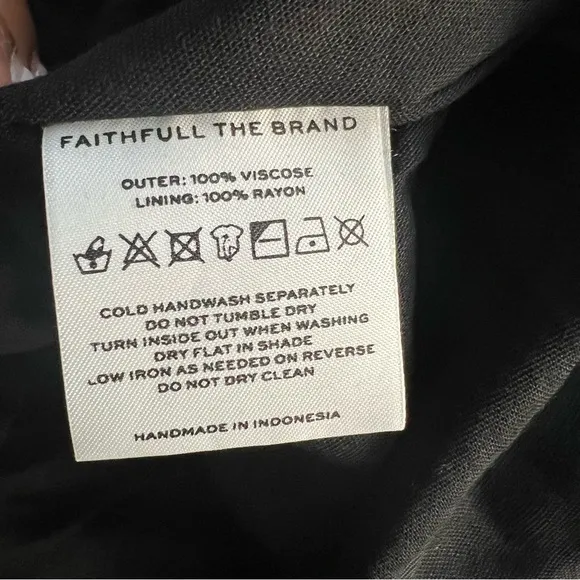 FAITHFULL THE BRAND
OUTER: 100% VISCOSE
LINING: 100% RAYON
COLD HANDWASH SEPARATELY
DO NOT TUMBLE DRY
TURN INSIDE OUT WHEN WASHING
DRY FLAT IN SHADE
LOW IRON AS NEEDED ON REVERSE
DO NOT DRY CLEAN
HANDMADE IN INDONESIA